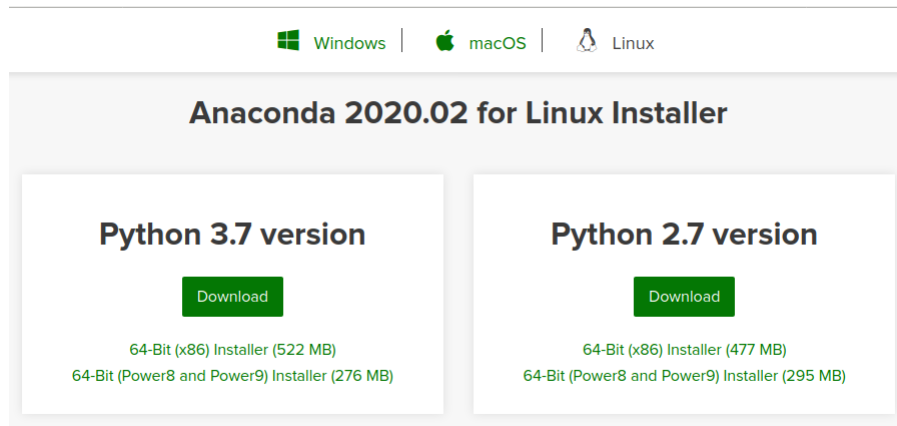 Windows | macOS | Linux
Anaconda 2020.02 for Linux Installer
Python 3.7 version
Download
64-Bit (x86) Installer (522 MB)
64-Bit (Power8 and Power9) Installer (276 MB)
Python 2.7 version
Download
64-Bit (x86) Installer (477 MB)
64-Bit (Power8 and Power9) Installer (295 MB)